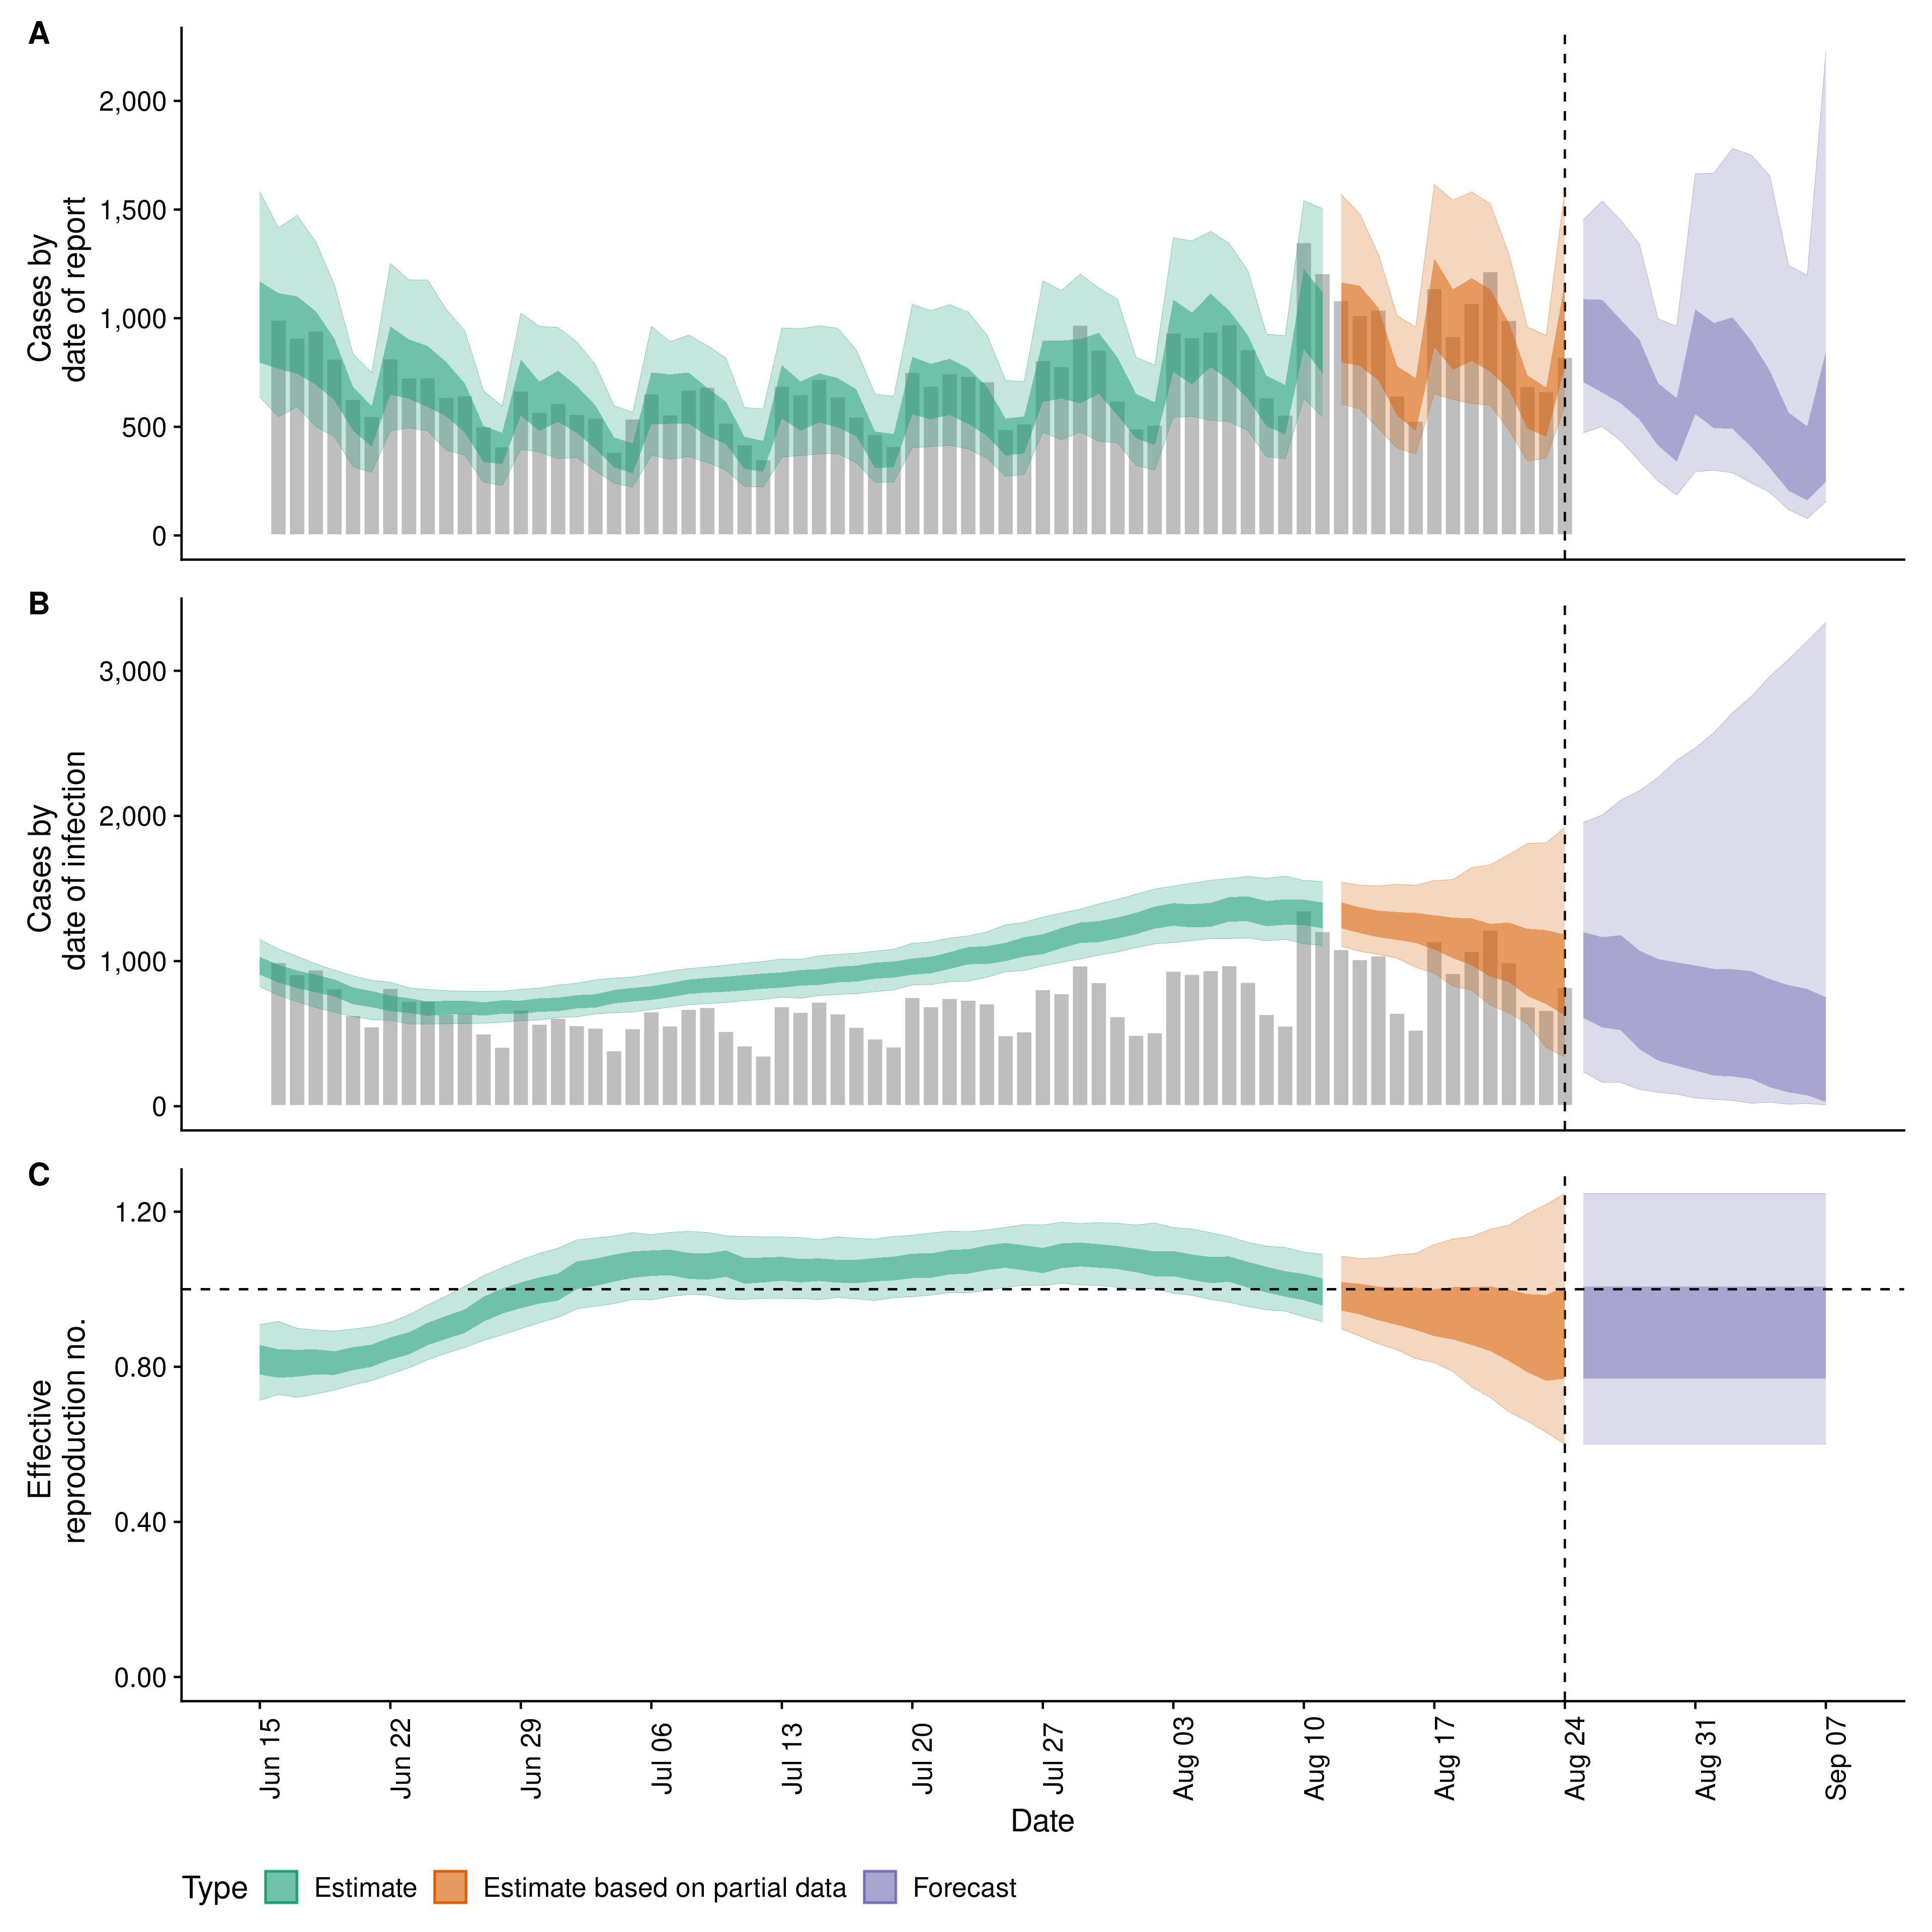 A
Cases by
date of report
2,000
1,500
1,000
500
0
B
Cases by
date of infection
3,000
2,000
1,000
0
C
Effective
reproduction no.
1.20
0.80
0.40
0.00
Jun 15
Jun 22
Jun 29
Jul 06
Jul 13
Jul 20
Jul 27
Aug 03
Aug 10
Aug 17
Aug 24
Aug 31
Sep 07
Date
Type Estimate Estimate based on partial data Forecast